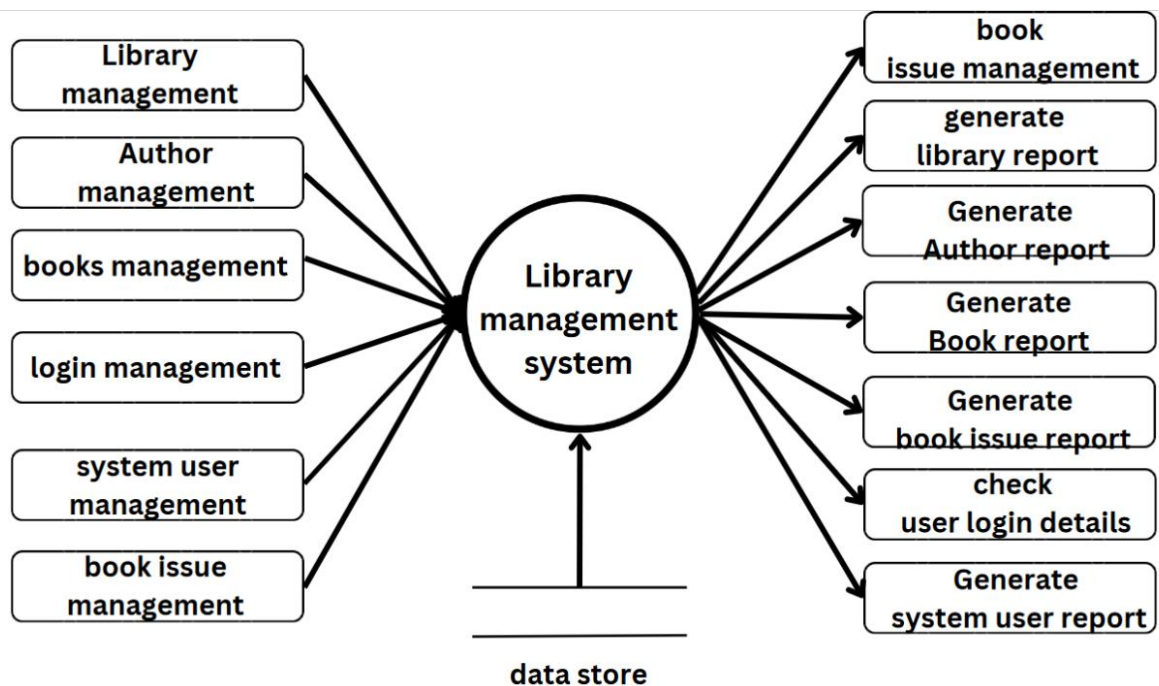 Library
management
Author
management
books management
login management
system user
management
book issue
management
Library
management
system
data store
book
issue management
generate
library report
Generate
Author report
Generate
Book report
Generate
book issue report
check
user login details
Generate
system user report